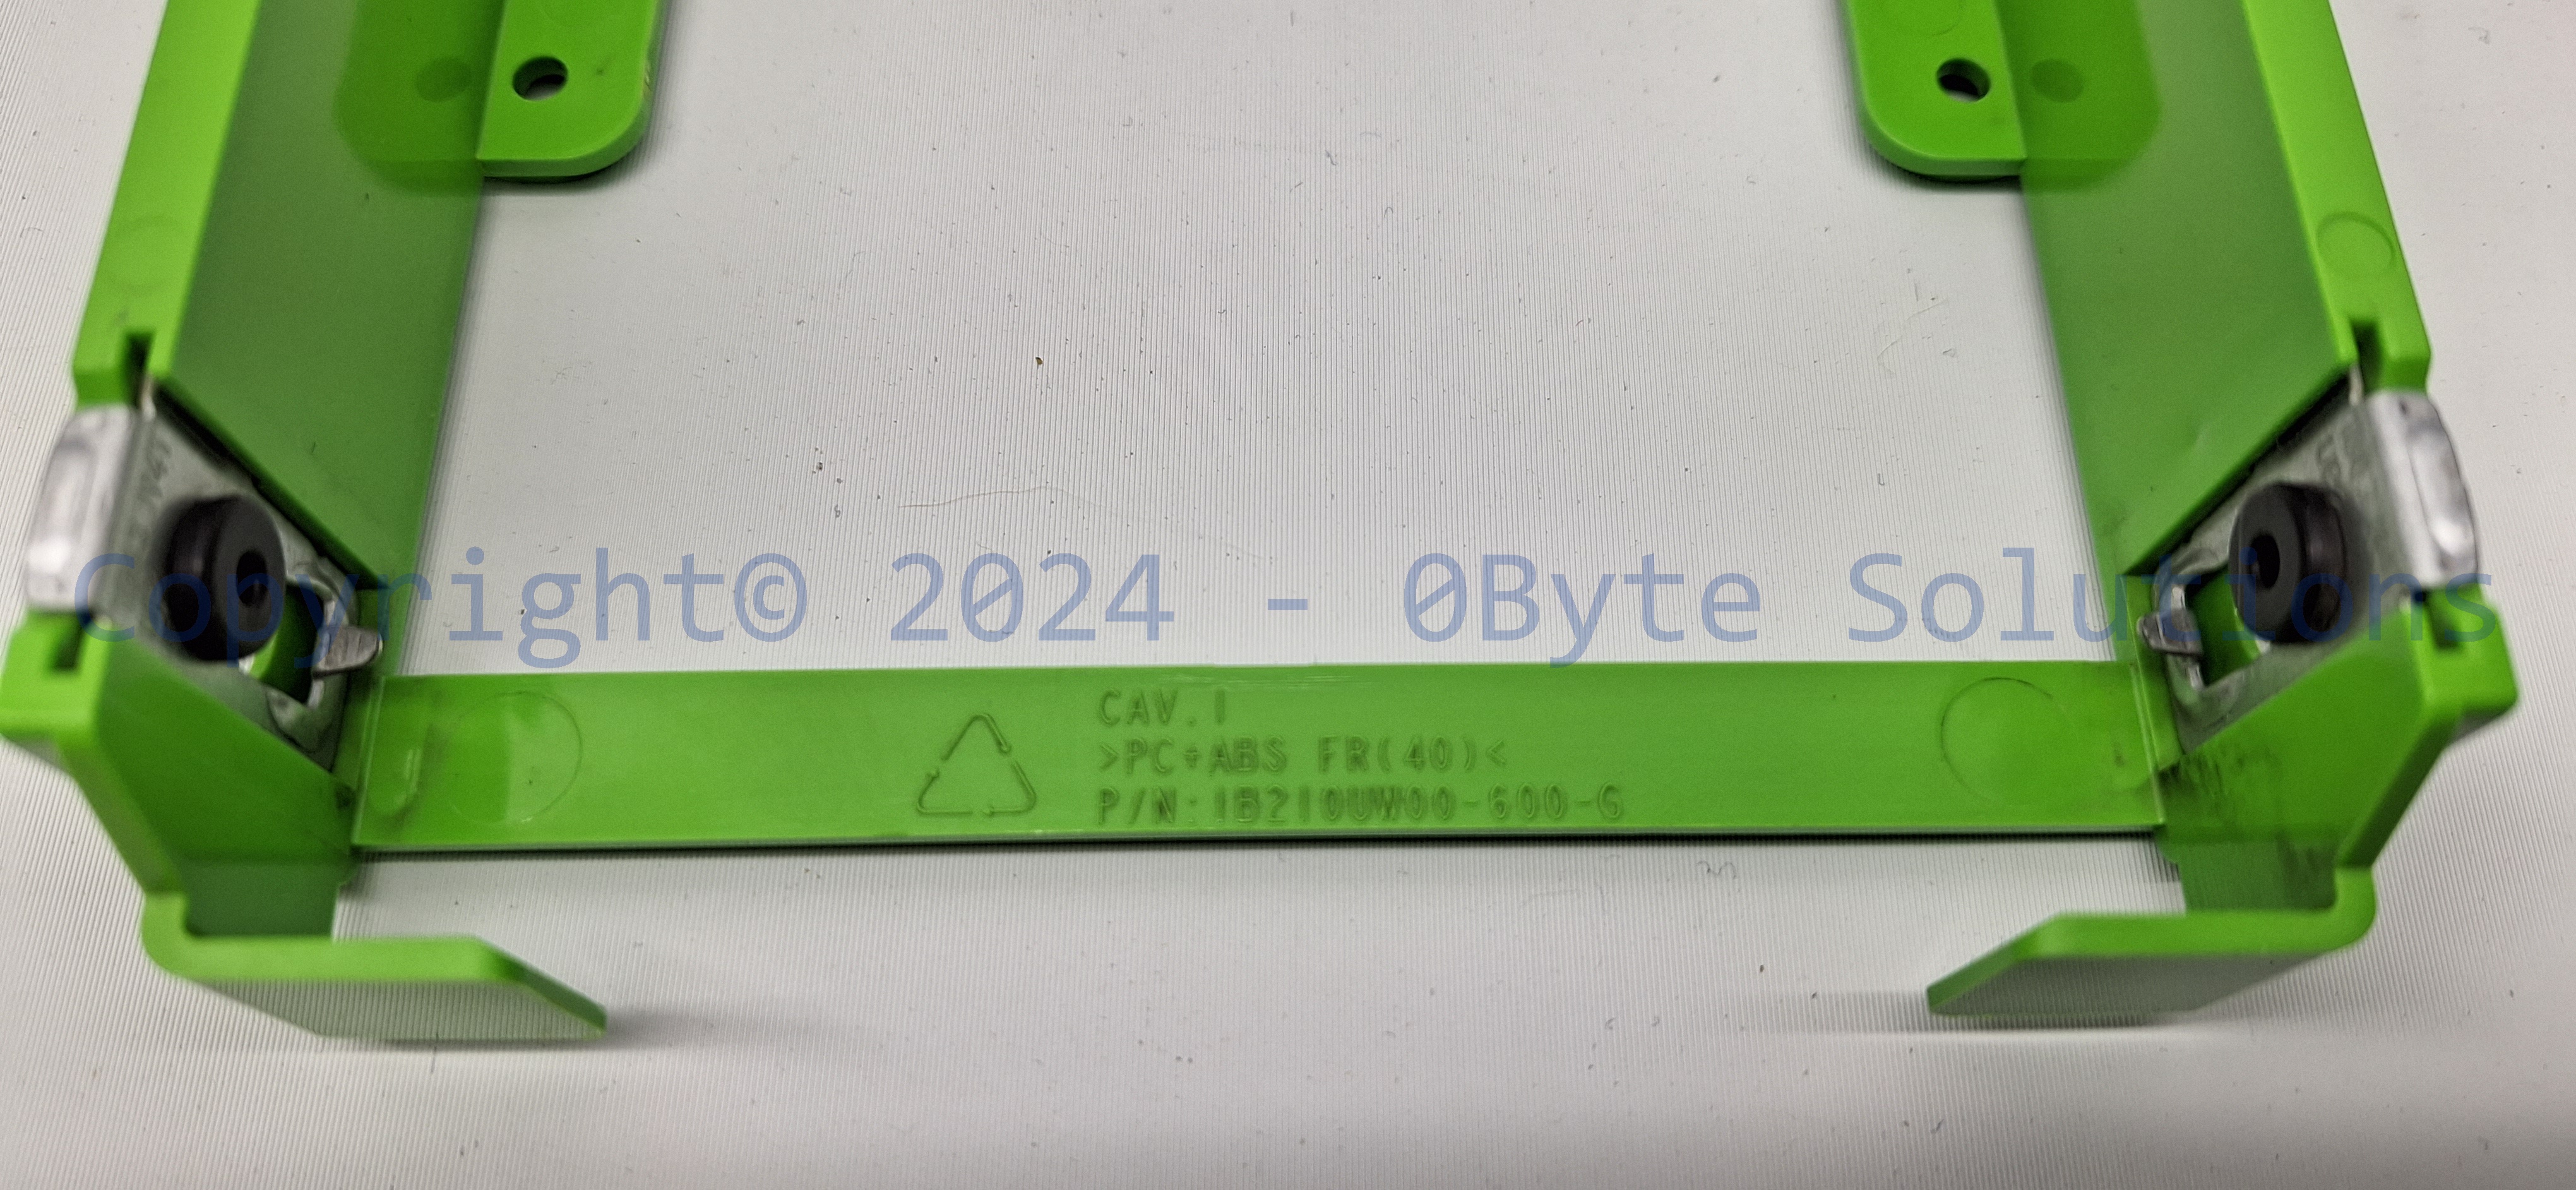 Copyright© 2024 - 0Byte Solutions
CAV.1
>PC+ABS FR(40)<
P/N:1B210UW00-600-G